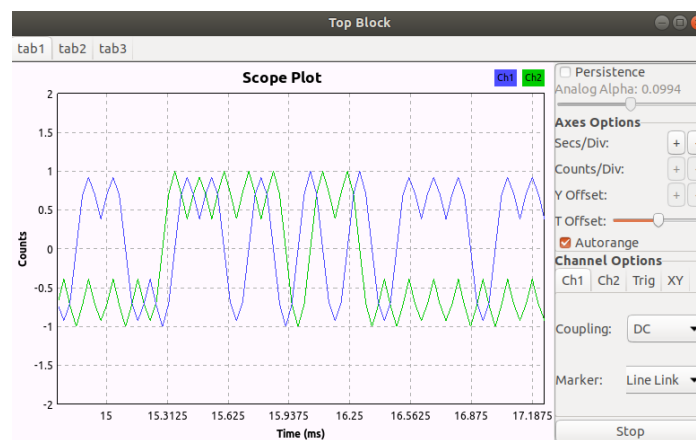 Top Block
tab1 tab2 tab3
Scope Plot
Ch1 Ch2
2
1.5
1
0.5
0
-0.5
-1
-1.5
-2
Counts
15 15.3125 15.625 15.9375 16.25 16.5625 16.875 17.1875
Time (ms)
Persistence
Analog Alpha: 0.0994
Axes Options
Secs/Div: +
Counts/Div: +
Y Offset: +
T Offset:
Autorange
Channel Options
Ch1 Ch2 Trig XY
Coupling: DC
Marker: Line Link
Stop